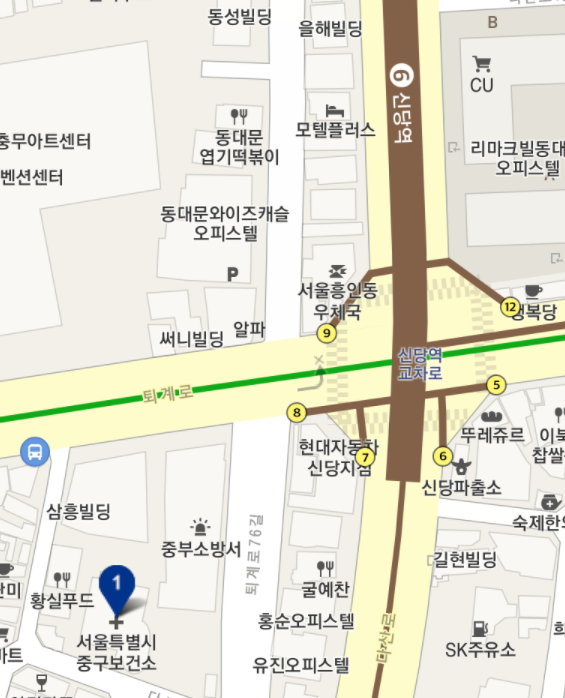 동성빌딩
을해빌딩
B
CU
6 신당역
동대문
엽기떡볶이
모텔플러스
충무아트센터
벤션센터
리마크빌동대
오피스텔
동대문와이즈캐슬
오피스텔
P
서울흥인동
우체국
12
9
알파
써니빌딩
신당역
교차로
퇴계로
5
8
현대자동차
신당지점
7
6
뚜레쥬르
이북
찹쌀
신당파출소
삼흥빌딩
중부소방서
퇴계로76길
숙제한
길현빌딩
1
황실푸드
굴예찬
서울특별시
중구보건소
홍순오피스텔
유진오피스텔
SK주유소
마트